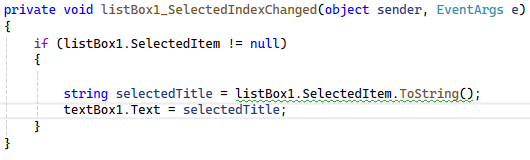 private void listBox1_SelectedIndexChanged(object sender, EventArgs e)
{
if (listBox1.SelectedItem != null)
{
string selectedTitle = listBox1.SelectedItem.ToString();
textBox1.Text = selectedTitle;
}
}